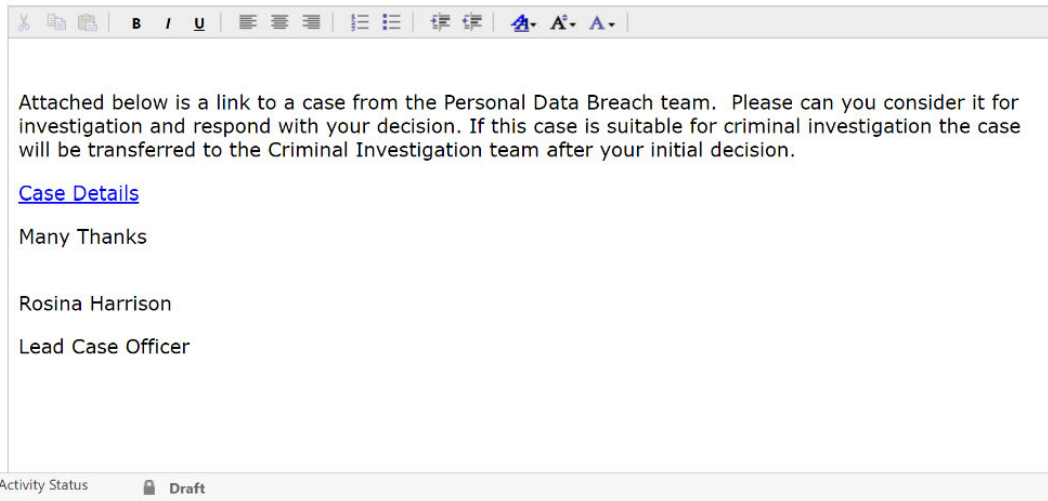 B I U A A A
Attached below is a link to a case from the Personal Data Breach team.  Please can you consider it for
investigation and respond with your decision. If this case is suitable for criminal investigation the case
will be transferred to the Criminal Investigation team after your initial decision.
Case Details
Many Thanks
Rosina Harrison
Lead Case Officer
Activity Status Draft